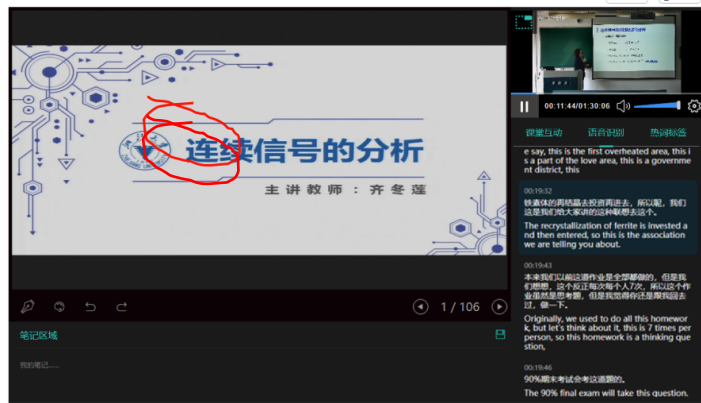 连续信号的分析
主讲教师：齐冬莲
1 / 106
笔记区域
我的笔记......
00:11:44/01:30:06
课堂互动 语音识别 热词标签
e say, this is the first overheated area, this i
s a part of the love area, this is a governme
nt district, this
00:19:32
铁素体的再结晶去投资再进去，所以呢，我们
这是我们给大家讲的这种联想去这个。
The recrystallization of ferrite is invested a
nd then entered, so this is the association
we are telling you about.
00:19:43
本来我们以前这道作业是全部都做的，但是我
们想想，这个反正每次每个人7次，所以这个作
业虽然是思考题，但是我觉得你还是跟我回去
过，做一下。
Originally, we used to do all this homewor
k, but let's think about it, this is 7 times per
person, so this homework is a thinking que
stion,
00:19:46
90%期末考试会考这道题的。
The 90% final exam will take this question.